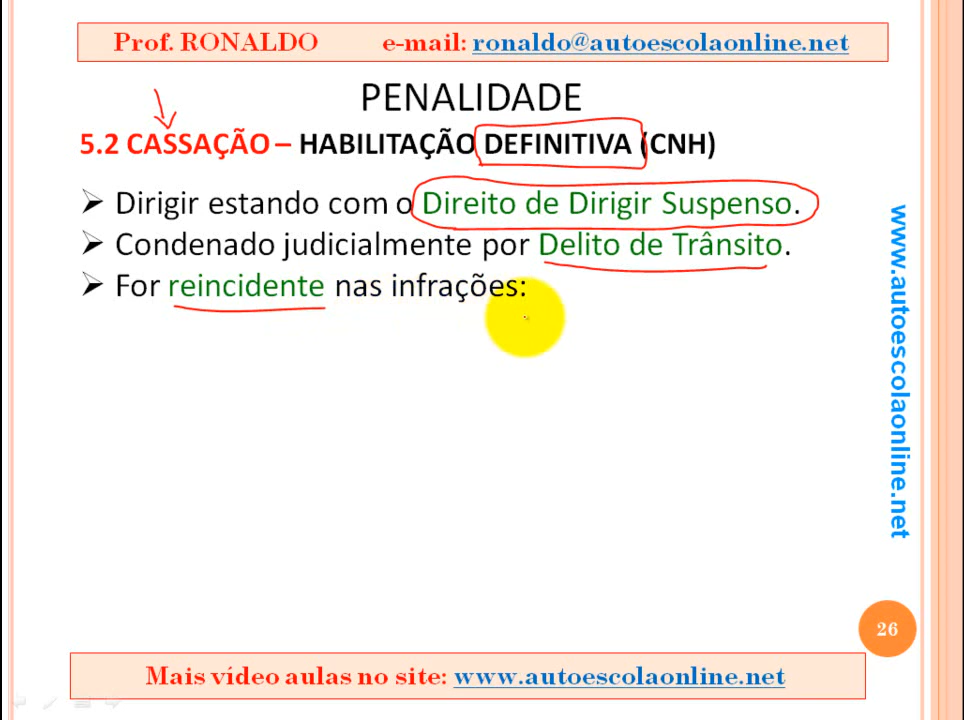 Prof. RONALDO e-mail: ronaldo@autoescolaonline.net
PENALIDADE
5.2 CASSAÇÃO – HABILITAÇÃO DEFINITIVA (CNH)
➢ Dirigir estando com o Direito de Dirigir Suspenso.
➢ Condenado judicialmente por Delito de Trânsito.
➢ For reincidente nas infrações:
www.autoescolaonline.net
26
Mais vídeo aulas no site: www.autoescolaonline.net